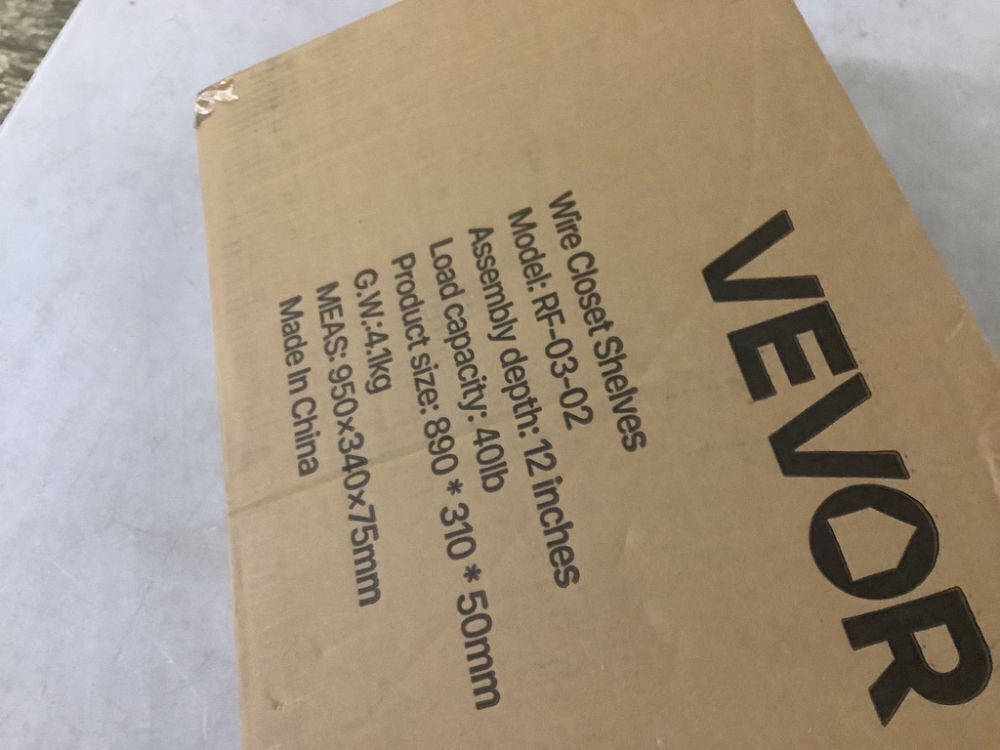 VEVOR
Wire Closet Shelves
Model: RF-03-02
Assembly depth: 12 inches
Load capacity: 40lb
Product size: 890 * 310 * 50mm
G.W.:4.1kg
MEAS: 950×340×75mm
Made In China